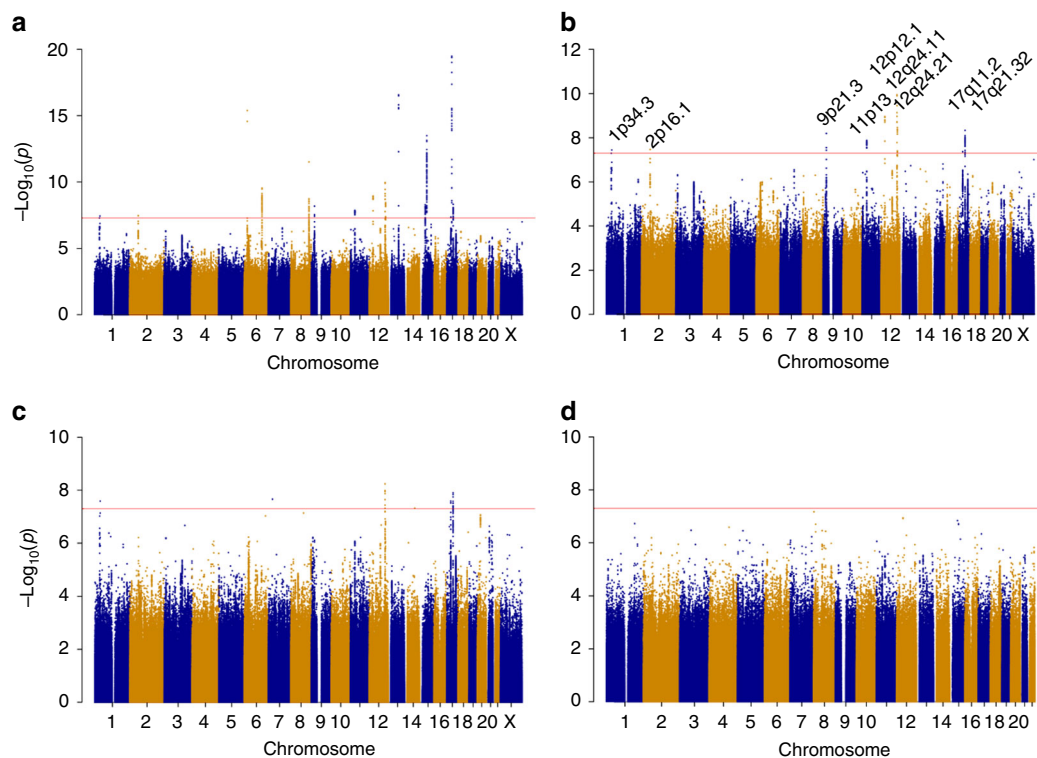 a
20
15
10
5
0
–Log10(p)
1 2 3 4 5 6 7 8 9 10 12 14 16 18 20 X
Chromosome
b
12
10
8
6
4
2
0
1p34.3
2p16.1
9p21.3
11p13
12p12.1
12q24.11
12q24.21
17q11.2
17q21.32
1 2 3 4 5 6 7 8 9 10 12 14 16 18 20 X
Chromosome
c
10
8
6
4
2
0
–Log10(p)
1 2 3 4 5 6 7 8 9 10 12 14 16 18 20 X
Chromosome
d
10
8
6
4
2
0
1 2 3 4 5 6 7 8 9 10 12 14 16 18 20
Chromosome